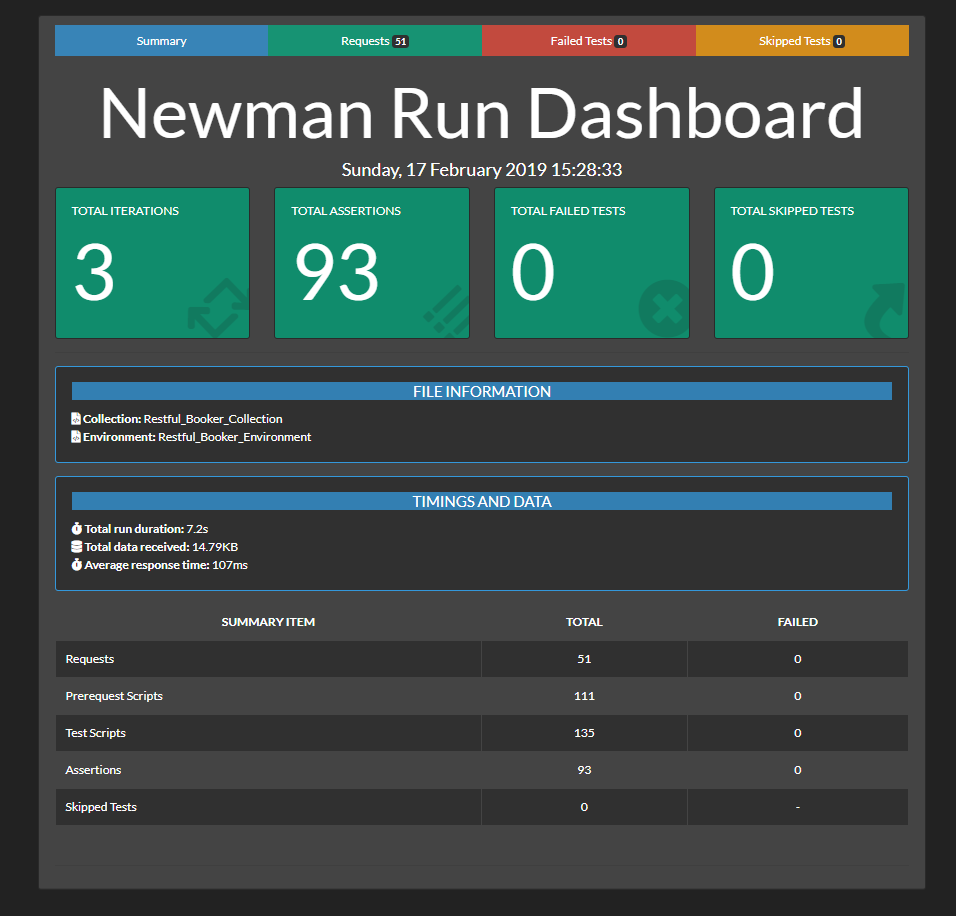 Summary Requests 51 Failed Tests 0 Skipped Tests 0
Newman Run Dashboard
Sunday, 17 February 2019 15:28:33
TOTAL ITERATIONS TOTAL ASSERTIONS TOTAL FAILED TESTS TOTAL SKIPPED TESTS
3 93 0 0
FILE INFORMATION
Collection: Restful_Booker_Collection
Environment: Restful_Booker_Environment
TIMINGS AND DATA
Total run duration: 7.2s
Total data received: 14.79KB
Average response time: 107ms
SUMMARY ITEM TOTAL FAILED
Requests 51 0
Prerequest Scripts 111 0
Test Scripts 135 0
Assertions 93 0
Skipped Tests 0 -